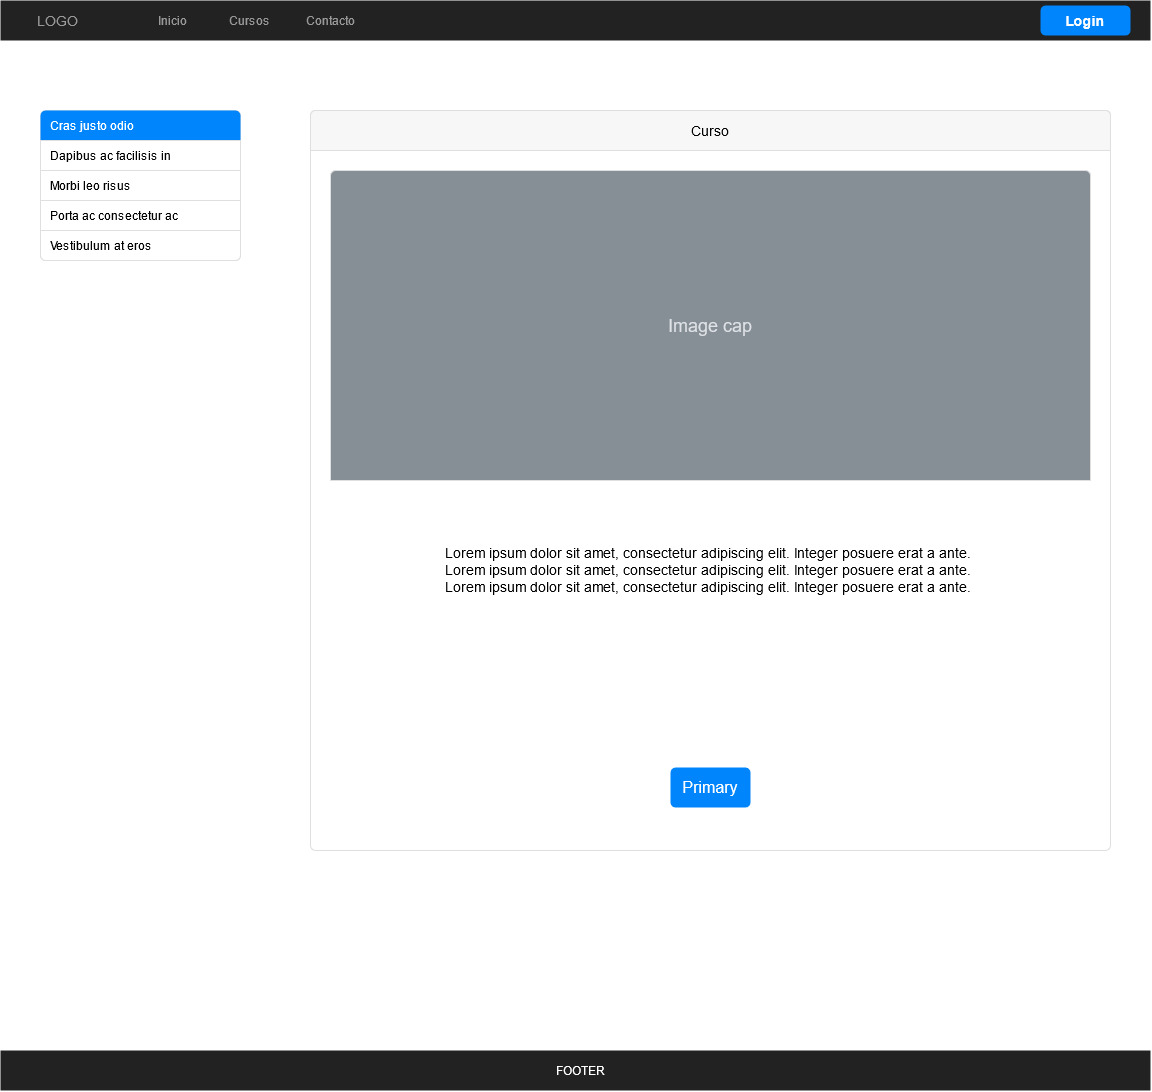 LOGO Inicio Cursos Contacto Login
Cras justo odio
Dapibus ac facilisis in
Morbi leo risus
Porta ac consectetur ac
Vestibulum at eros
Curso
Image cap
Lorem ipsum dolor sit amet, consectetur adipiscing elit. Integer posuere erat a ante.
Lorem ipsum dolor sit amet, consectetur adipiscing elit. Integer posuere erat a ante.
Lorem ipsum dolor sit amet, consectetur adipiscing elit. Integer posuere erat a ante.
Primary
FOOTER